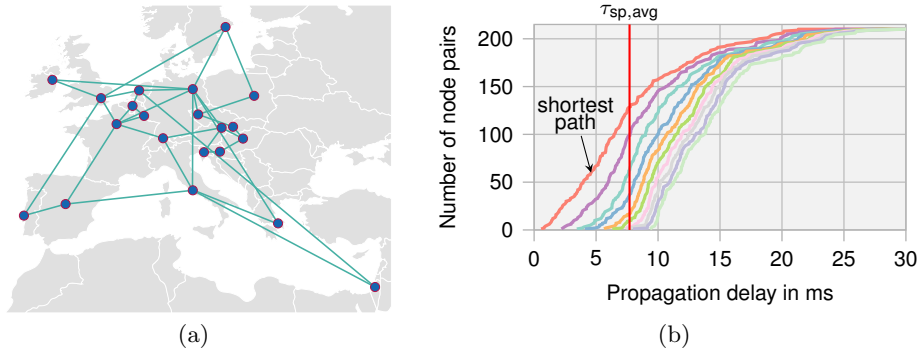 (a)
τsp,avg
Number of node pairs
200
150
100
50
0
shortest
path
0 5 10 15 20 25 30
Propagation delay in ms
(b)